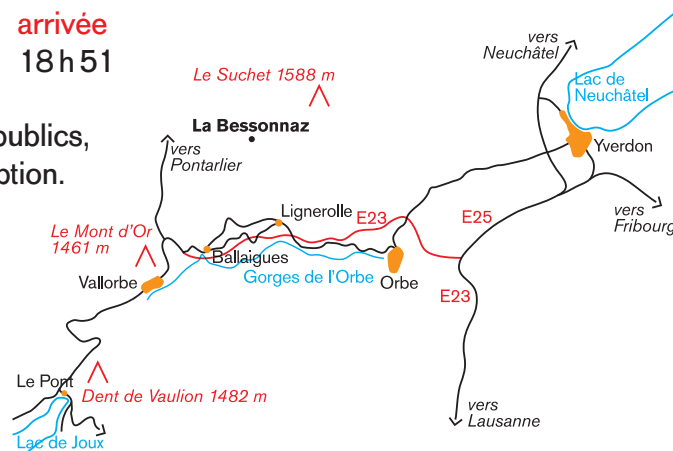 arrivée
18 h 51
publics,
ption.
vers
Neuchâtel
Lac de
Neuchâtel
Le Suchet 1588 m
La Bessonnaz
vers
Pontarlier
Yverdon
Lignerolle
E23
E25
vers
Fribourg
Le Mont d'Or
1461 m
Ballaigues
Vallorbe
Gorges de l'Orbe
Orbe
E23
Le Pont
Dent de Vaulion 1482 m
vers
Lausanne
Lac de Joux